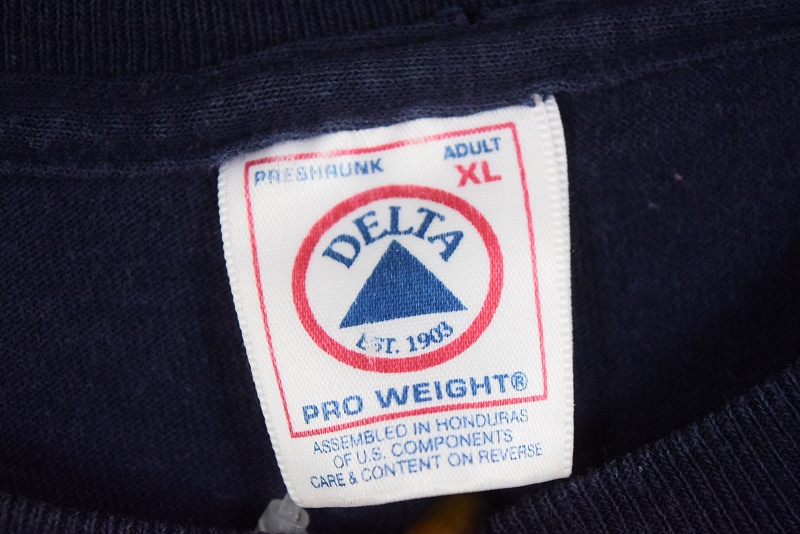 PRESHRUNK
ADULT
XL
DELTA
EST. 1903
PRO WEIGHT®
ASSEMBLED IN HONDURAS
OF U.S. COMPONENTS
CARE & CONTENT ON REVERSE